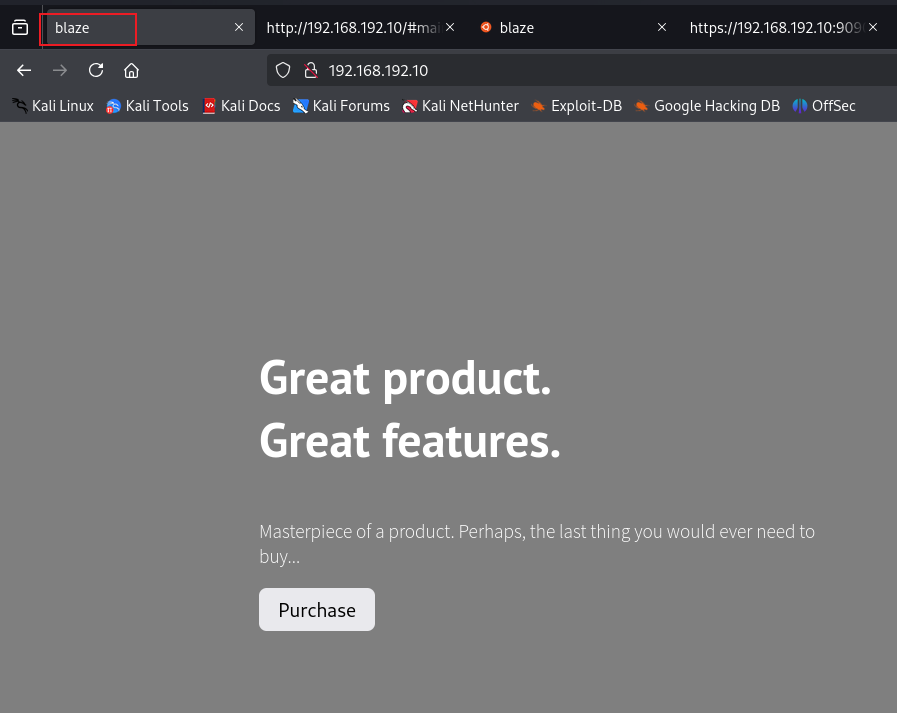 blaze
http://192.168.192.10/#ma
blaze
https://192.168.192.10:909
192.168.192.10
Kali Linux
Kali Tools
Kali Docs
Kali Forums
Kali NetHunter
Exploit-DB
Google Hacking DB
OffSec
Great product.
Great features.
Masterpiece of a product. Perhaps, the last thing you would ever need to
buy...
Purchase